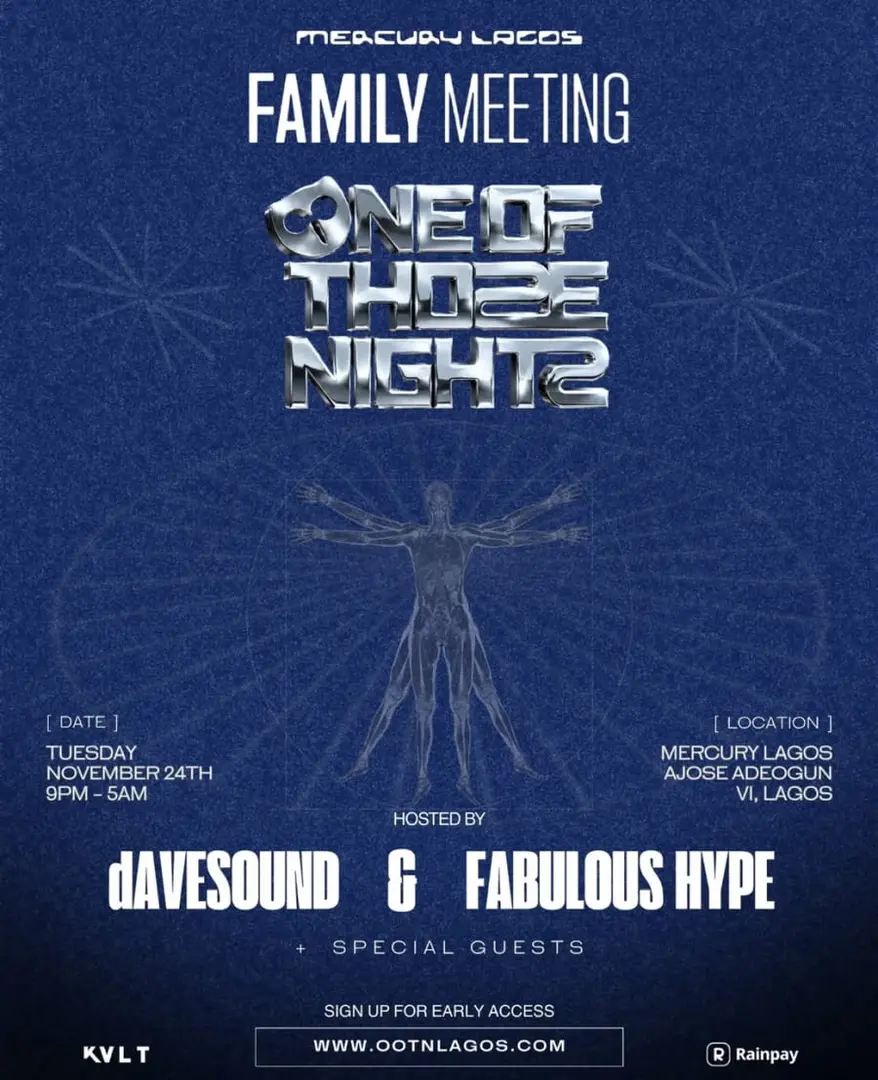 MERCURY LAGOS
FAMILY MEETING
ONE OF
THOSE
NIGHTS
[ DATE ]
TUESDAY
NOVEMBER 24TH
9PM – 5AM
[ LOCATION ]
MERCURY LAGOS
AJOSE ADEOGUN
VI, LAGOS
HOSTED BY
dAVESOUND & FABULOUS HYPE
+ SPECIAL GUESTS
SIGN UP FOR EARLY ACCESS
WWW.OOTNLAGOS.COM
KVLT
R Rainpay